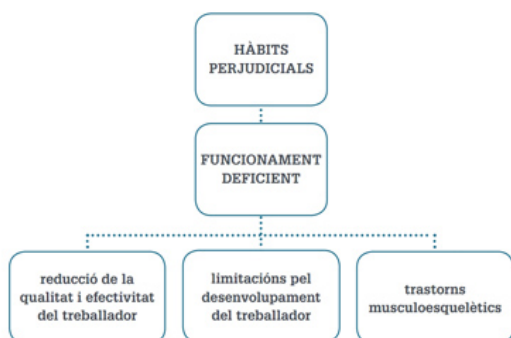 HÀBITS
PERJUDICIALS
FUNCIONAMENT
DEFICIENT
reducció de la
qualitat i efectivitat
del treballador
limitacións pel
desenvolupament
del treballador
trastorns
musculoesquelètics